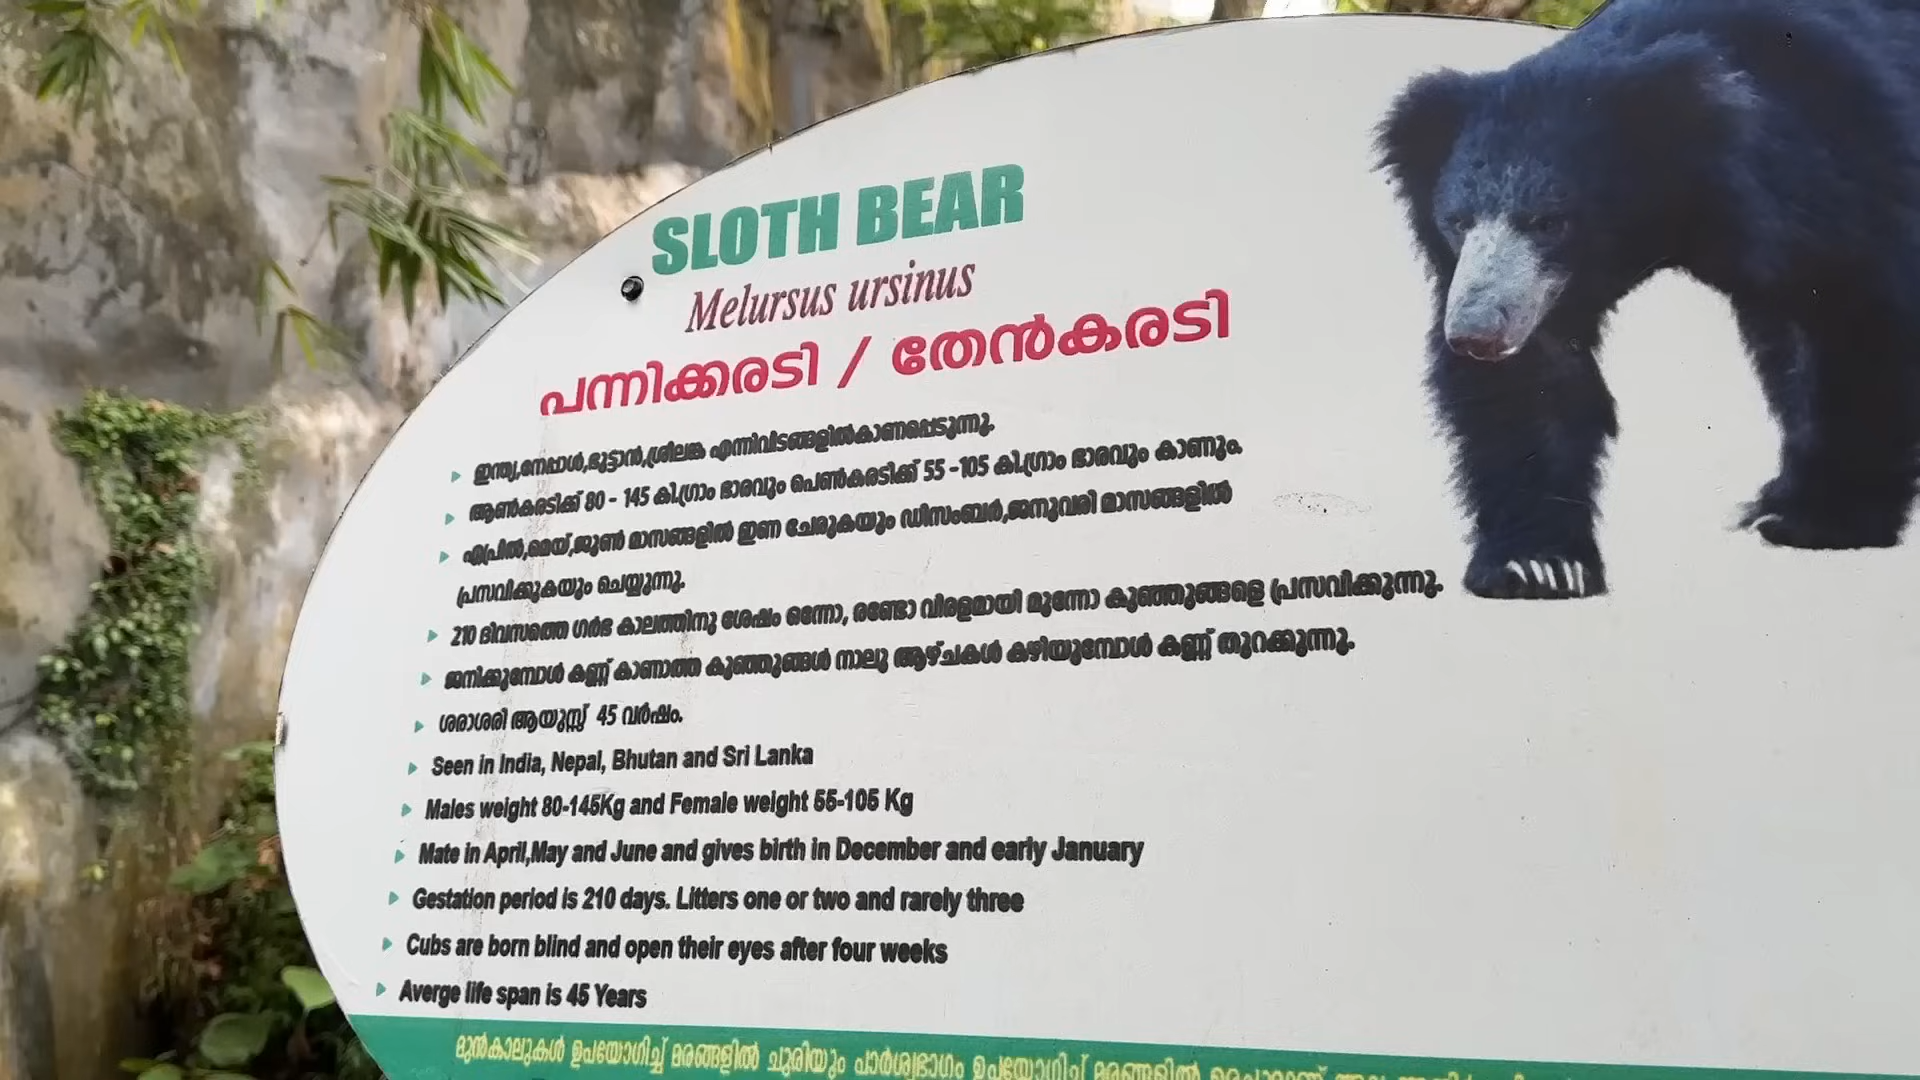 SLOTH BEAR
Melursus ursinus
പന്നിക്കരടി / തേൻകരടി
ഇന്ത്യ,നേപ്പാൾ,ഭൂട്ടാൻ,ശ്രീലങ്ക എന്നിവിടങ്ങളിൽകാണപ്പെടുന്നു.
ആൺകരടിക്ക് 80 - 145 കി.ഗ്രാം ഭാരവും പെൺകരടിക്ക് 55 -105 കി.ഗ്രാം ഭാരവും കാണും.
ഏപ്രിൽ,മെയ്,ജൂൺ മാസങ്ങളിൽ ഇണ ചേരുകയും ഡിസംബർ,ജനുവരി മാസങ്ങളിൽ
പ്രസവിക്കുകയും ചെയ്യുന്നു.
210 ദിവസത്തെ ഗർഭ കാലത്തിനു ശേഷം ഒന്നോ, രണ്ടോ വിരളമായി മൂന്നോ കുഞ്ഞുങ്ങളെ പ്രസവിക്കുന്നു.
ജനിക്കുമ്പോൾ കണ്ണ് കാണാത്ത കുഞ്ഞുങ്ങൾ നാലു ആഴ്ചകൾ കഴിയുമ്പോൾ കണ്ണ് തുറക്കുന്നു.
ശരാശരി ആയുസ്സ് 45 വർഷം.
Seen in India, Nepal, Bhutan and Sri Lanka
Males weight 80-145Kg and Female weight 55-105 Kg
Mate in April,May and June and gives birth in December and early January
Gestation period is 210 days. Litters one or two and rarely three
Cubs are born blind and open their eyes after four weeks
Averge life span is 45 Years
മുൻകാലുകൾ ഉപയോഗിച്ച് മരങ്ങളിൽ ചുരിയും പാർശ്വഭാഗം ഉപയോഗിച്ച് മരങ്ങളിൽ